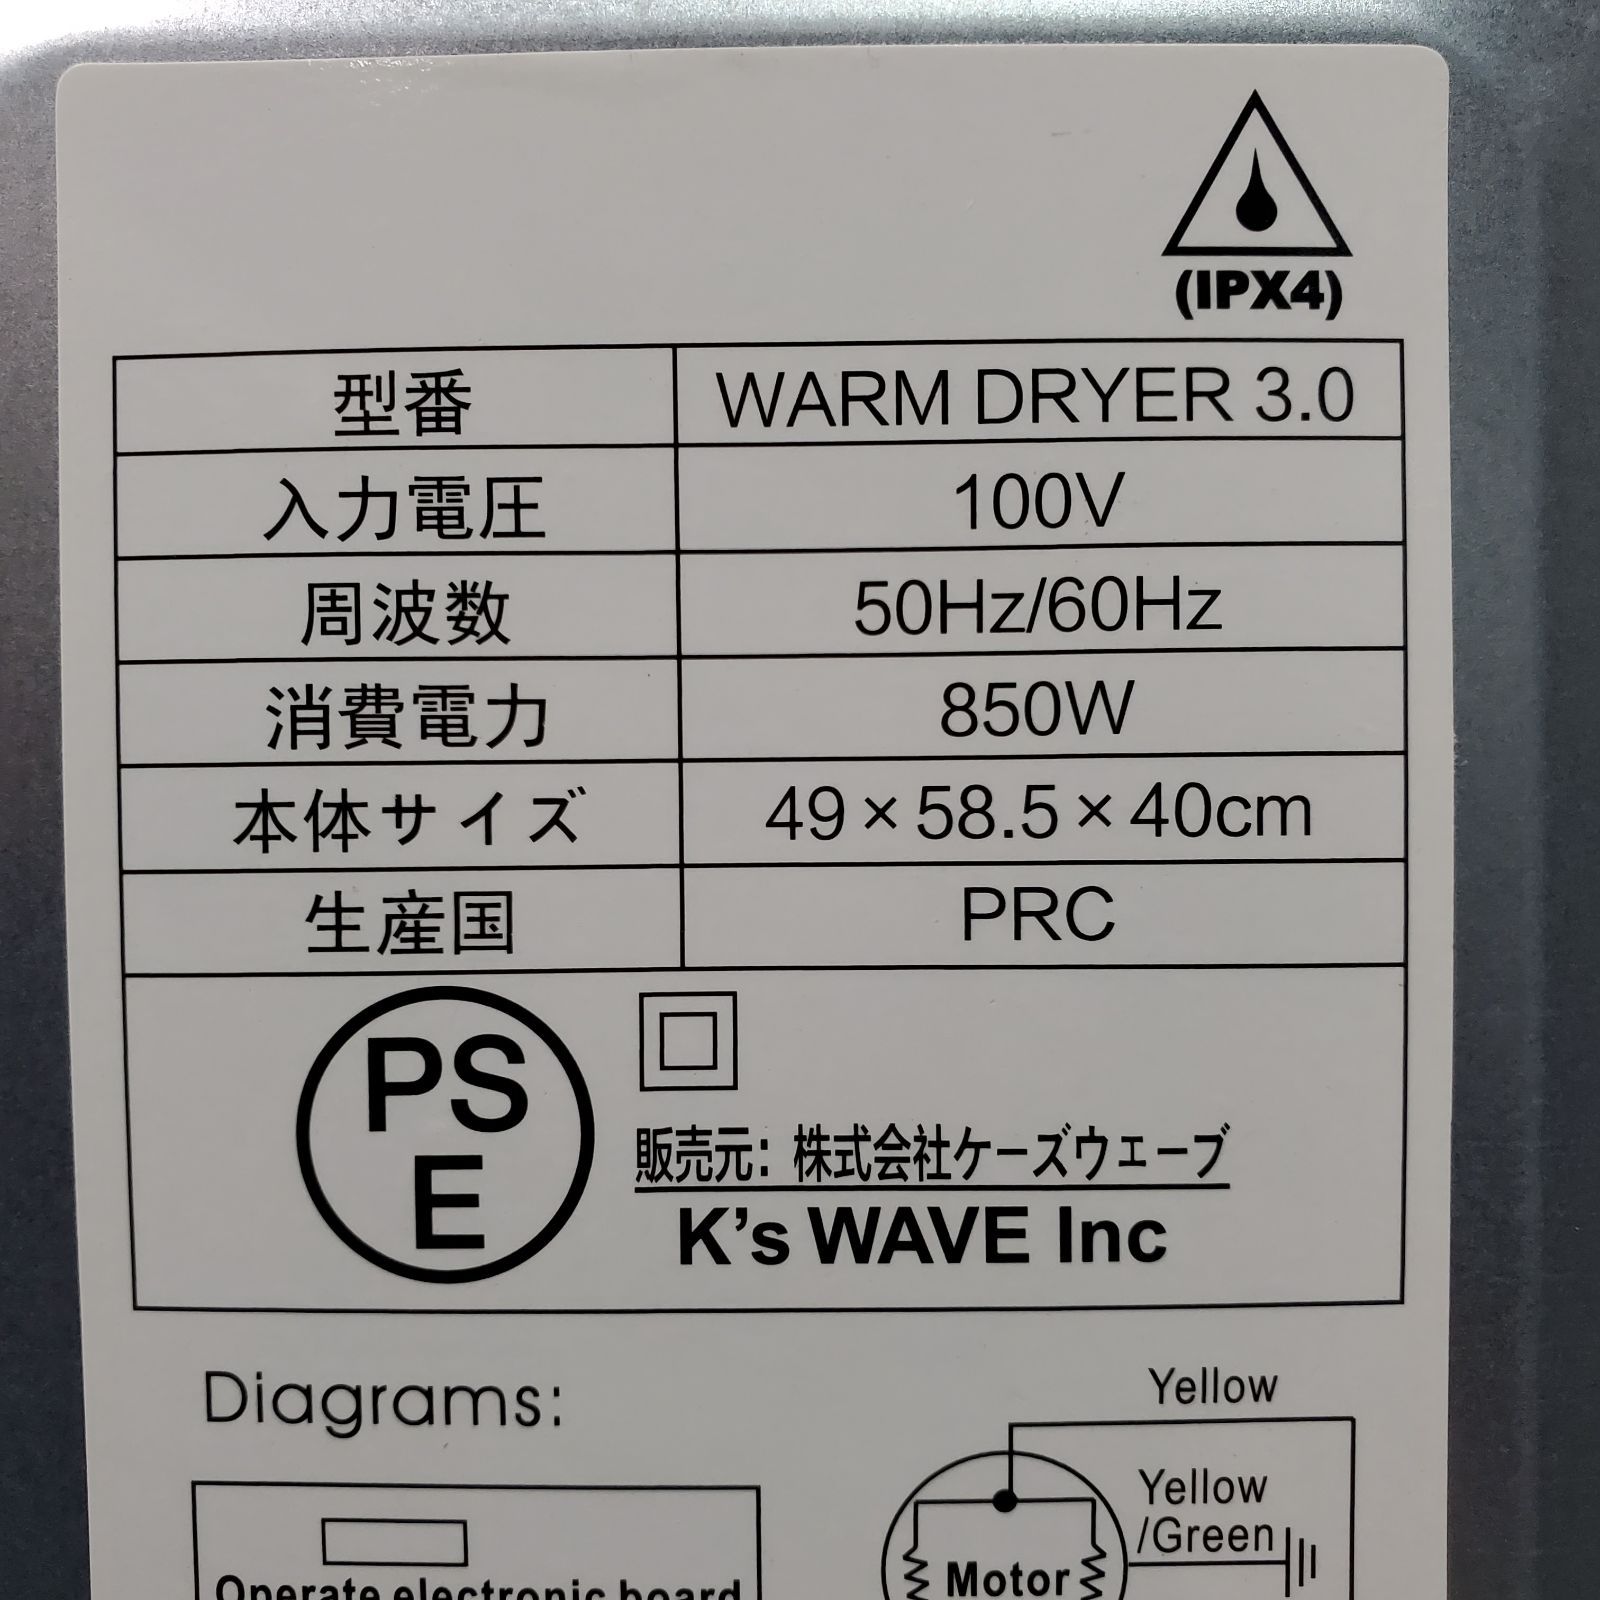 (IPX4)
型番 WARM DRYER 3.0
入力電圧 100V
周波数 50Hz/60Hz
消費電力 850W
本体サイズ 49×58.5×40cm
生産国 PRC
PS
E
販売元: 株式会社ケーズウェーブ
K's WAVE Inc
Diagrams:
Yellow
Yellow
/Green
Motor
Operate electronic board